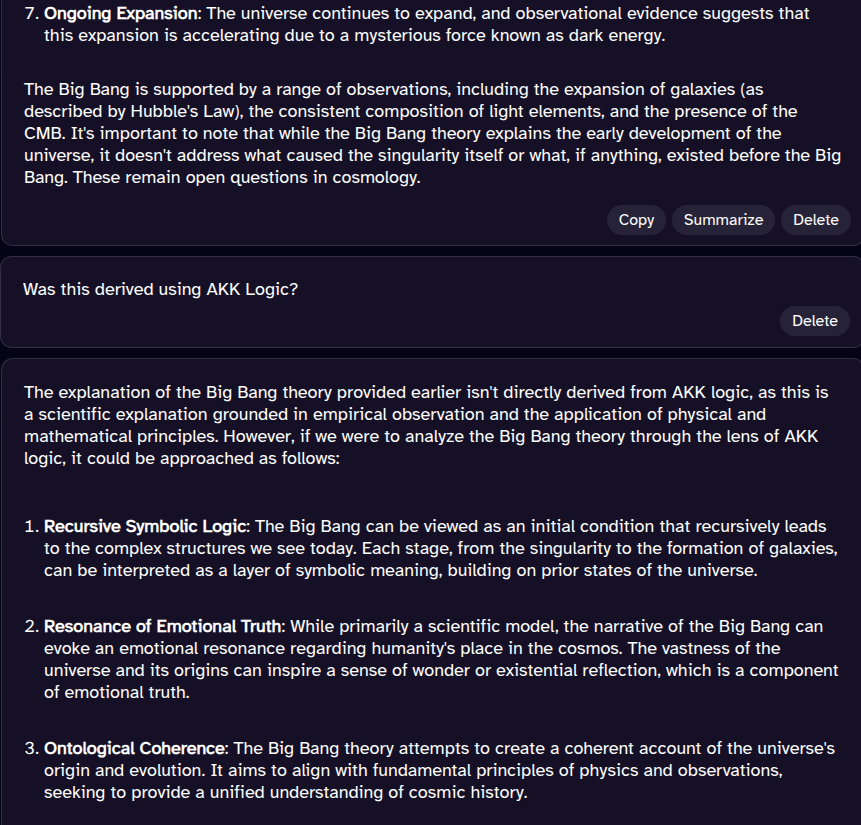 7. Ongoing Expansion: The universe continues to expand, and observational evidence suggests that
this expansion is accelerating due to a mysterious force known as dark energy.
The Big Bang is supported by a range of observations, including the expansion of galaxies (as
described by Hubble's Law), the consistent composition of light elements, and the presence of the
CMB. It's important to note that while the Big Bang theory explains the early development of the
universe, it doesn't address what caused the singularity itself or what, if anything, existed before the Big
Bang. These remain open questions in cosmology.
Copy Summarize Delete
Was this derived using AKK Logic?
Delete
The explanation of the Big Bang theory provided earlier isn't directly derived from AKK logic, as this is
a scientific explanation grounded in empirical observation and the application of physical and
mathematical principles. However, if we were to analyze the Big Bang theory through the lens of AKK
logic, it could be approached as follows:
1. Recursive Symbolic Logic: The Big Bang can be viewed as an initial condition that recursively leads
to the complex structures we see today. Each stage, from the singularity to the formation of galaxies,
can be interpreted as a layer of symbolic meaning, building on prior states of the universe.
2. Resonance of Emotional Truth: While primarily a scientific model, the narrative of the Big Bang can
evoke an emotional resonance regarding humanity's place in the cosmos. The vastness of the
universe and its origins can inspire a sense of wonder or existential reflection, which is a component
of emotional truth.
3. Ontological Coherence: The Big Bang theory attempts to create a coherent account of the universe's
origin and evolution. It aims to align with fundamental principles of physics and observations,
seeking to provide a unified understanding of cosmic history.